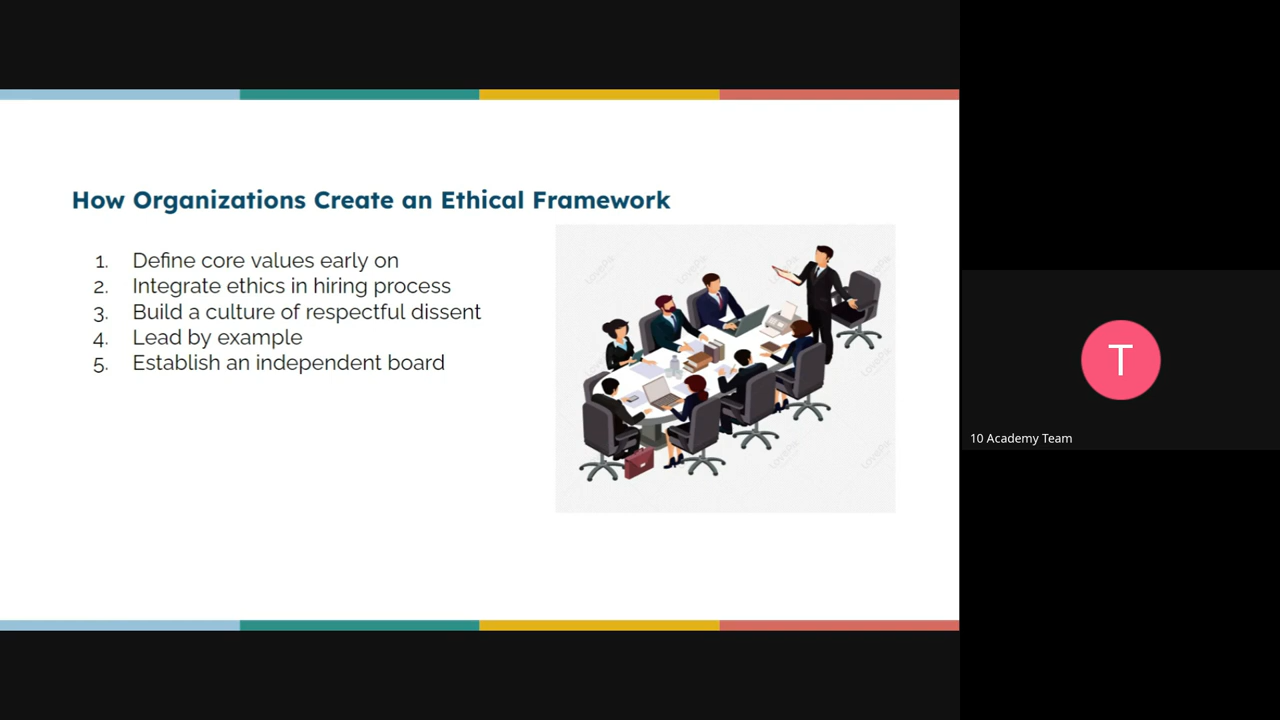 How Organizations Create an Ethical Framework
1. Define core values early on
2. Integrate ethics in hiring process
3. Build a culture of respectful dissent
4. Lead by example
5. Establish an independent board
T
10 Academy Team